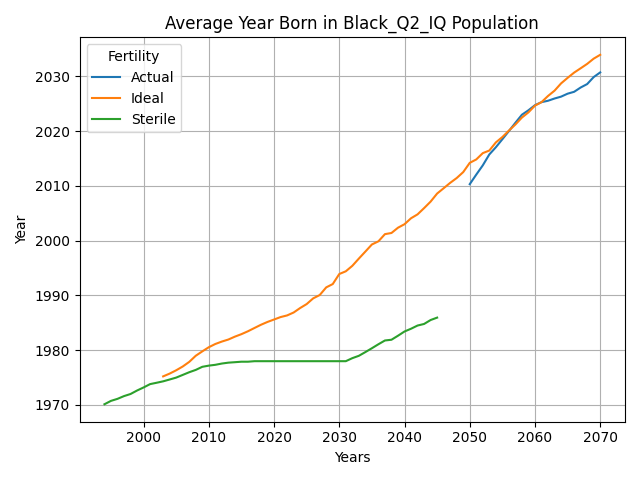 Average Year Born in Black_Q2_IQ Population
Fertility
Actual
Ideal
Sterile
2030
2020
2010
2000
1990
1980
1970
Year
2000 2010 2020 2030 2040 2050 2060 2070
Years